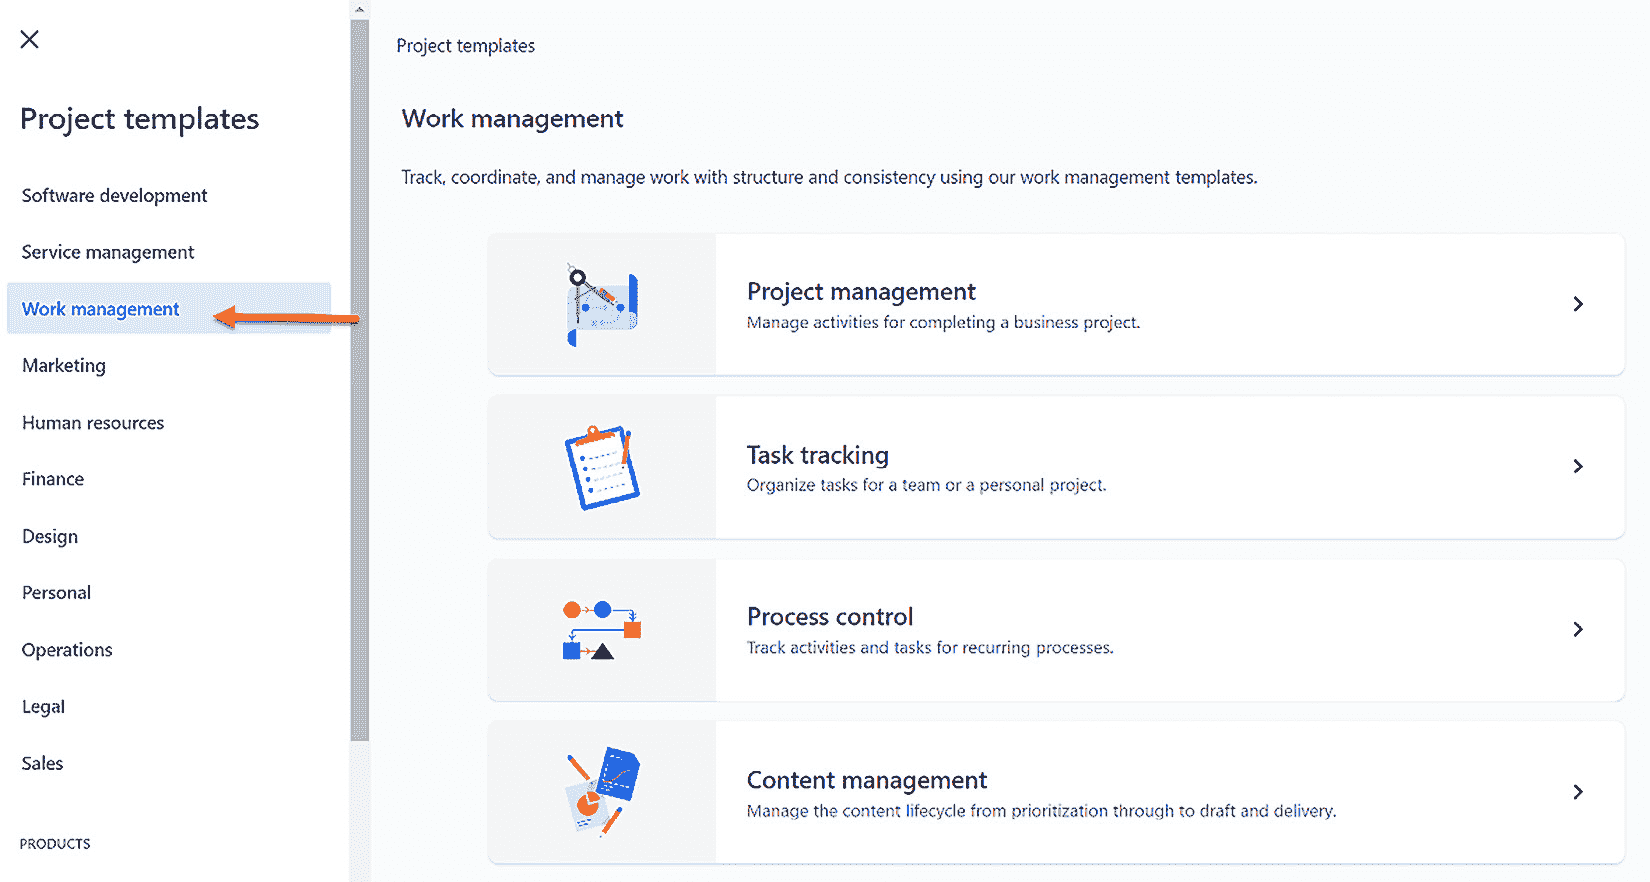 Project templates
Software development
Service management
Work management
Marketing
Human resources
Finance
Design
Personal
Operations
Legal
Sales
PRODUCTS
Project templates
Work management
Track, coordinate, and manage work with structure and consistency using our work management templates.
Project management
Manage activities for completing a business project.
Task tracking
Organize tasks for a team or a personal project.
Process control
Track activities and tasks for recurring processes.
Content management
Manage the content lifecycle from prioritization through to draft and delivery.